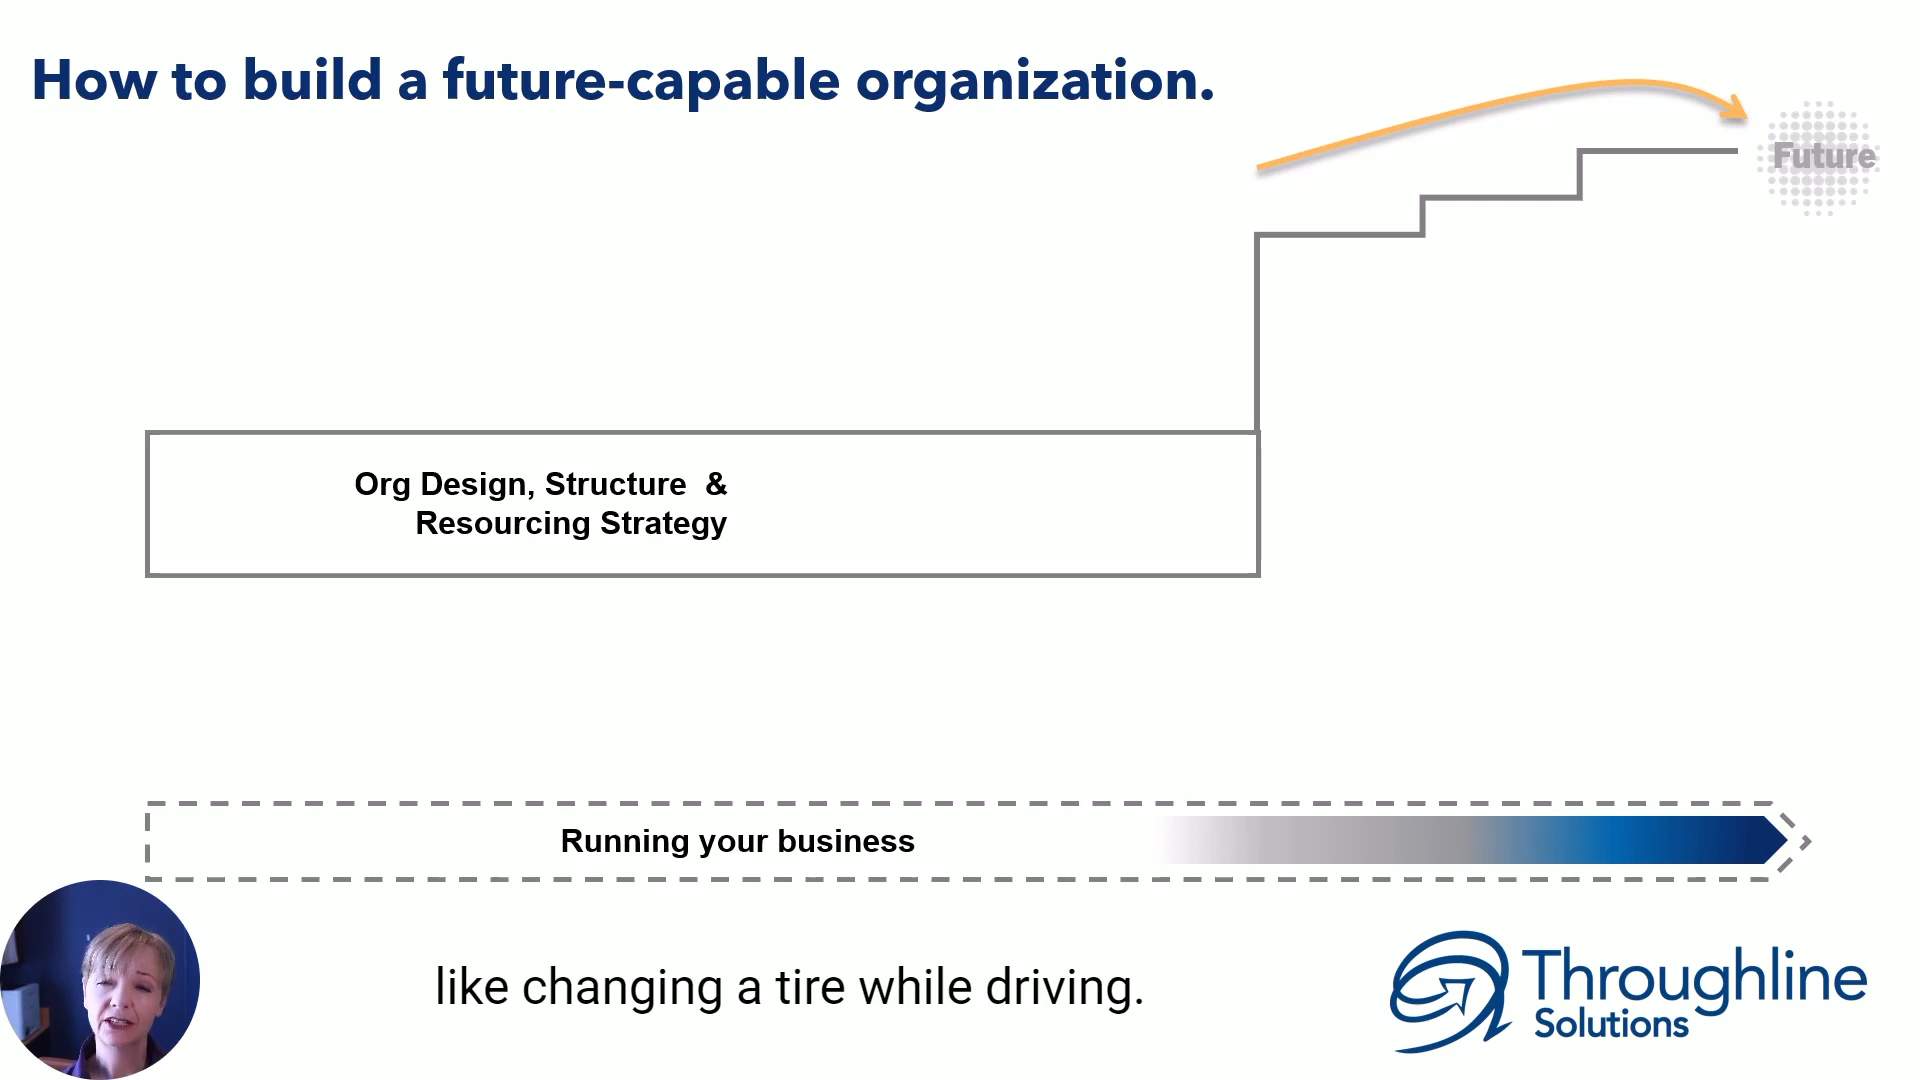 How to build a future-capable organization.
Future
Org Design, Structure  &
Resourcing Strategy
Running your business
like changing a tire while driving.
Throughline
Solutions